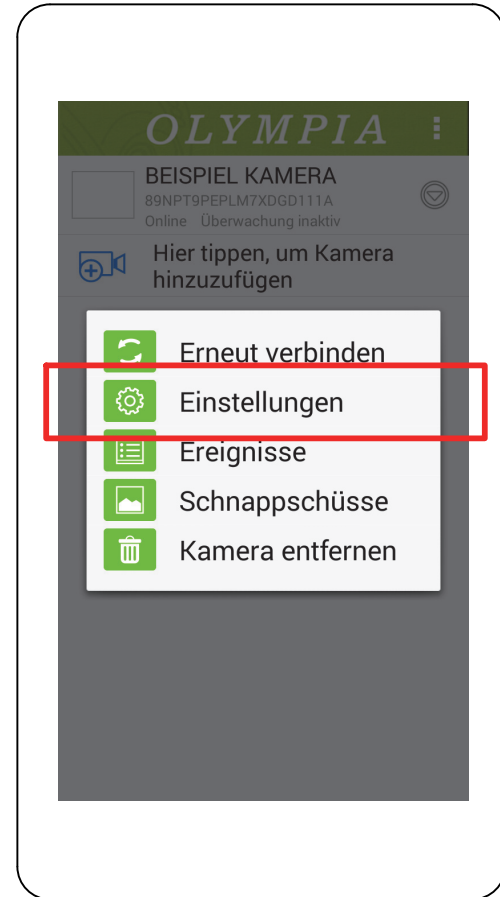 OLYMPIA
BEISPIEL KAMERA
89NPT9PEPLM7XDGD111A
Online Überwachung inaktiv
Hier tippen, um Kamera
hinzuzufügen
Erneut verbinden
Einstellungen
Ereignisse
Schnappschüsse
Kamera entfernen